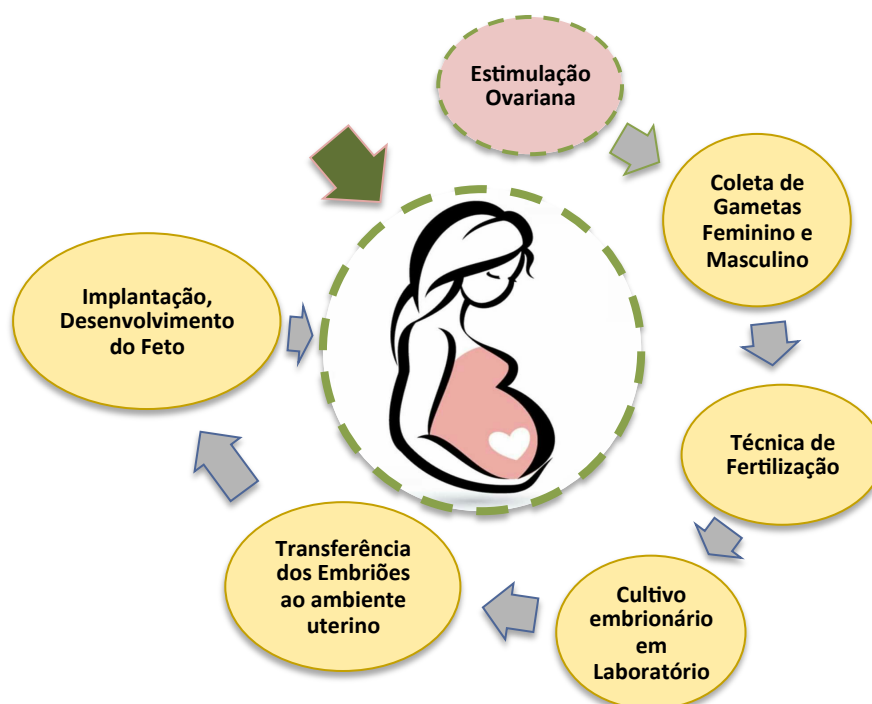 Estimulação
Ovariana
Coleta de
Gametas
Feminino e
Masculino
Técnica de
Fertilização
Cultivo
embrionário
em
Laboratório
Transferência
dos Embriões
ao ambiente
uterino
Implantação,
Desenvolvimento
do Feto